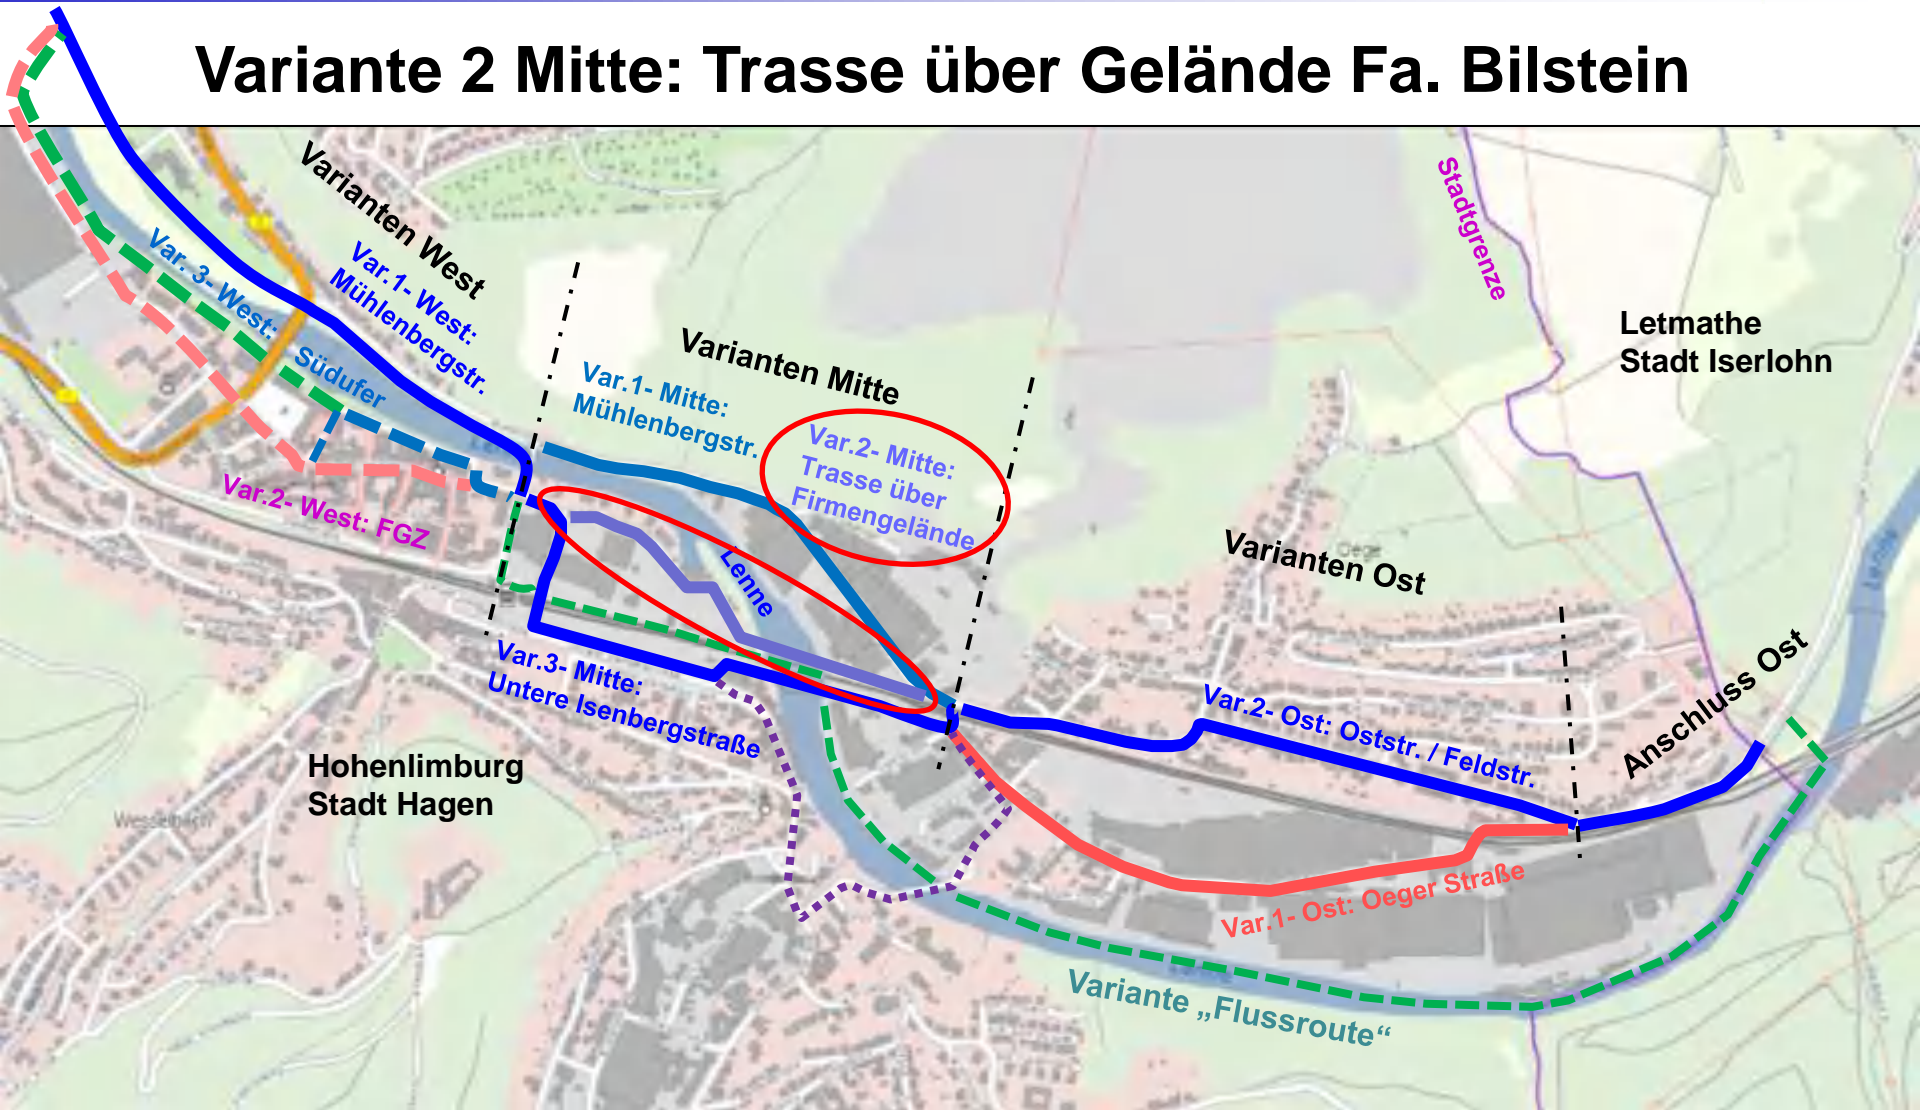 Variante 2 Mitte: Trasse über Gelände Fa. Bilstein
Varianten West
Var.1- West:
Mühlenbergstr.
Var. 3- West:
Südufer
Var.2- West: FGZ
Varianten Mitte
Var.1- Mitte:
Mühlenbergstr.
Var.2- Mitte:
Trasse über
Firmengelände
Lenne
Var.3- Mitte:
Untere Isenbergstraße
Hohenlimburg
Stadt Hagen
Wesselbach
Stadtgrenze
Letmathe
Stadt Iserlohn
Oege
Varianten Ost
Var.2- Ost: Oststr. / Feldstr.
Anschluss Ost
Var.1- Ost: Oeger Straße
Variante „Flussroute“
Lenne